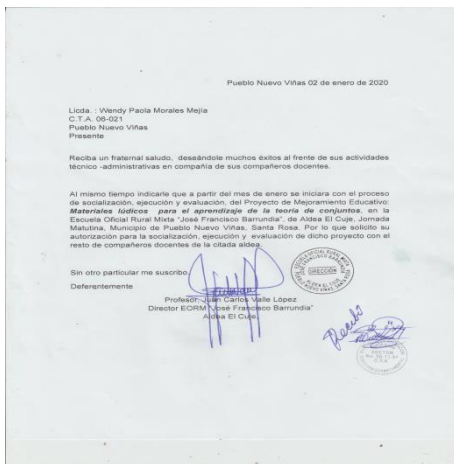 Pueblo Nuevo Viñas 02 de enero de 2020
Licda. : Wendy Paola Morales Mejía
C.T.A. 06-021
Pueblo Nuevo Viñas
Presente
Reciba un fraternal saludo, deseándole muchos éxitos al frente de sus actividades
técnico -administrativas en compañía de sus compañeros docentes.
Al mismo tiempo indicarle que a partir del mes de enero se iniciara con el proceso
de socialización, ejecución y evaluación, del Proyecto de Mejoramiento Educativo:
Materiales lúdicos para el aprendizaje de la teoría de conjuntos, en la
Escuela Oficial Rural Mixta "José Francisco Barrundia", de Aldea El Cuje, Jornada
Matutina, Municipio de Pueblo Nuevo Viñas, Santa Rosa. Por lo que solicito su
autorización para la socialización, ejecución y evaluación de dicho proyecto con el
resto de compañeros docentes de la citada aldea.
Sin otro particular me suscribo.
Deferentemente
Profesor: Juan Carlos Valle López
Director EORM "José Francisco Barrundia"
Aldea El Cuje.
DIRECCIÓN
Recibo